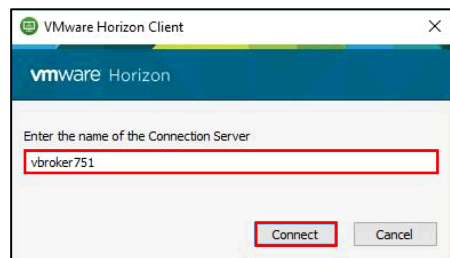 VMware Horizon Client
vmware Horizon
Enter the name of the Connection Server
vbroker751
Connect Cancel